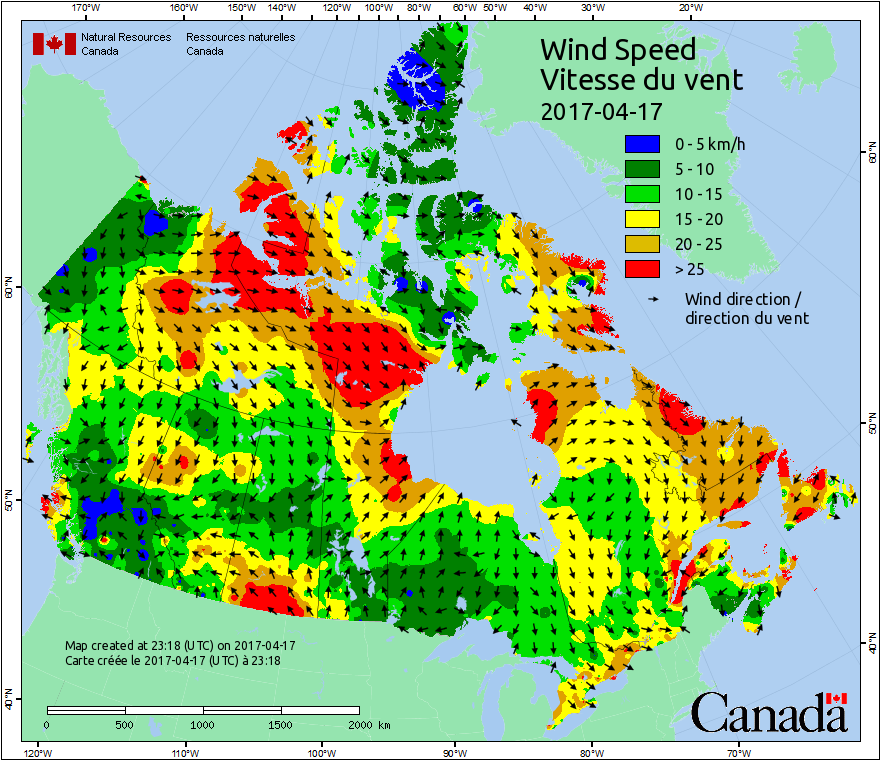 170°W 160°W 150°W 140°W 130°W 120°W 110°W 100°W 80°W 60°W 50°W 40°W 30°W 20°W
Natural Resources Ressources naturelles
Canada Canada
Wind Speed
Vitesse du vent
2017-04-17
0 - 5 km/h
5 - 10
10 - 15
15 - 20
20 - 25
> 25
Wind direction /
direction du vent
60°N
60°N
50°N
50°N
40°N
40°N
Map created at 23:18 (UTC) on 2017-04-17
Carte créée le 2017-04-17 (UTC) à 23:18
0 500 1000 1500 2000 km
Canada
120°W 110°W 100°W 90°W 80°W 70°W